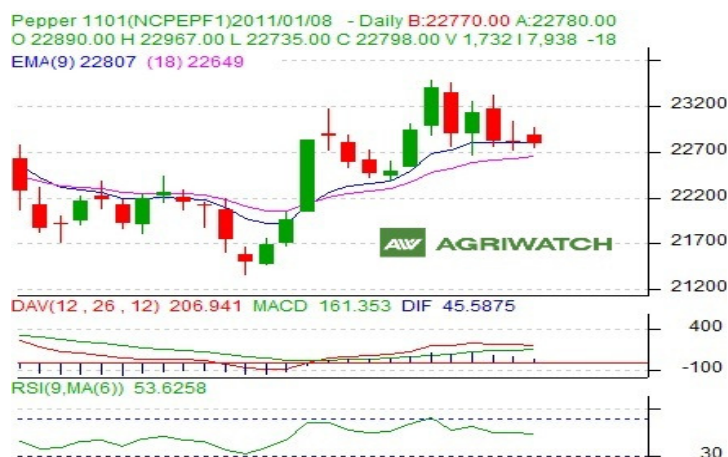 Pepper 1101(NCPEPF1)2011/01/08 - Daily B:22770.00 A:22780.00
O 22890.00 H 22967.00 L 22735.00 C 22798.00 V 1,732 I 7,938 -18
EMA(9) 22807 (18) 22649
23200
22700
22200
21700
21200
AW AGRIWATCH
DAV(12 , 26 , 12) 206.941 MACD 161.353 DIF 45.5875
400
-100
RSI(9,MA(6)) 53.6258
30